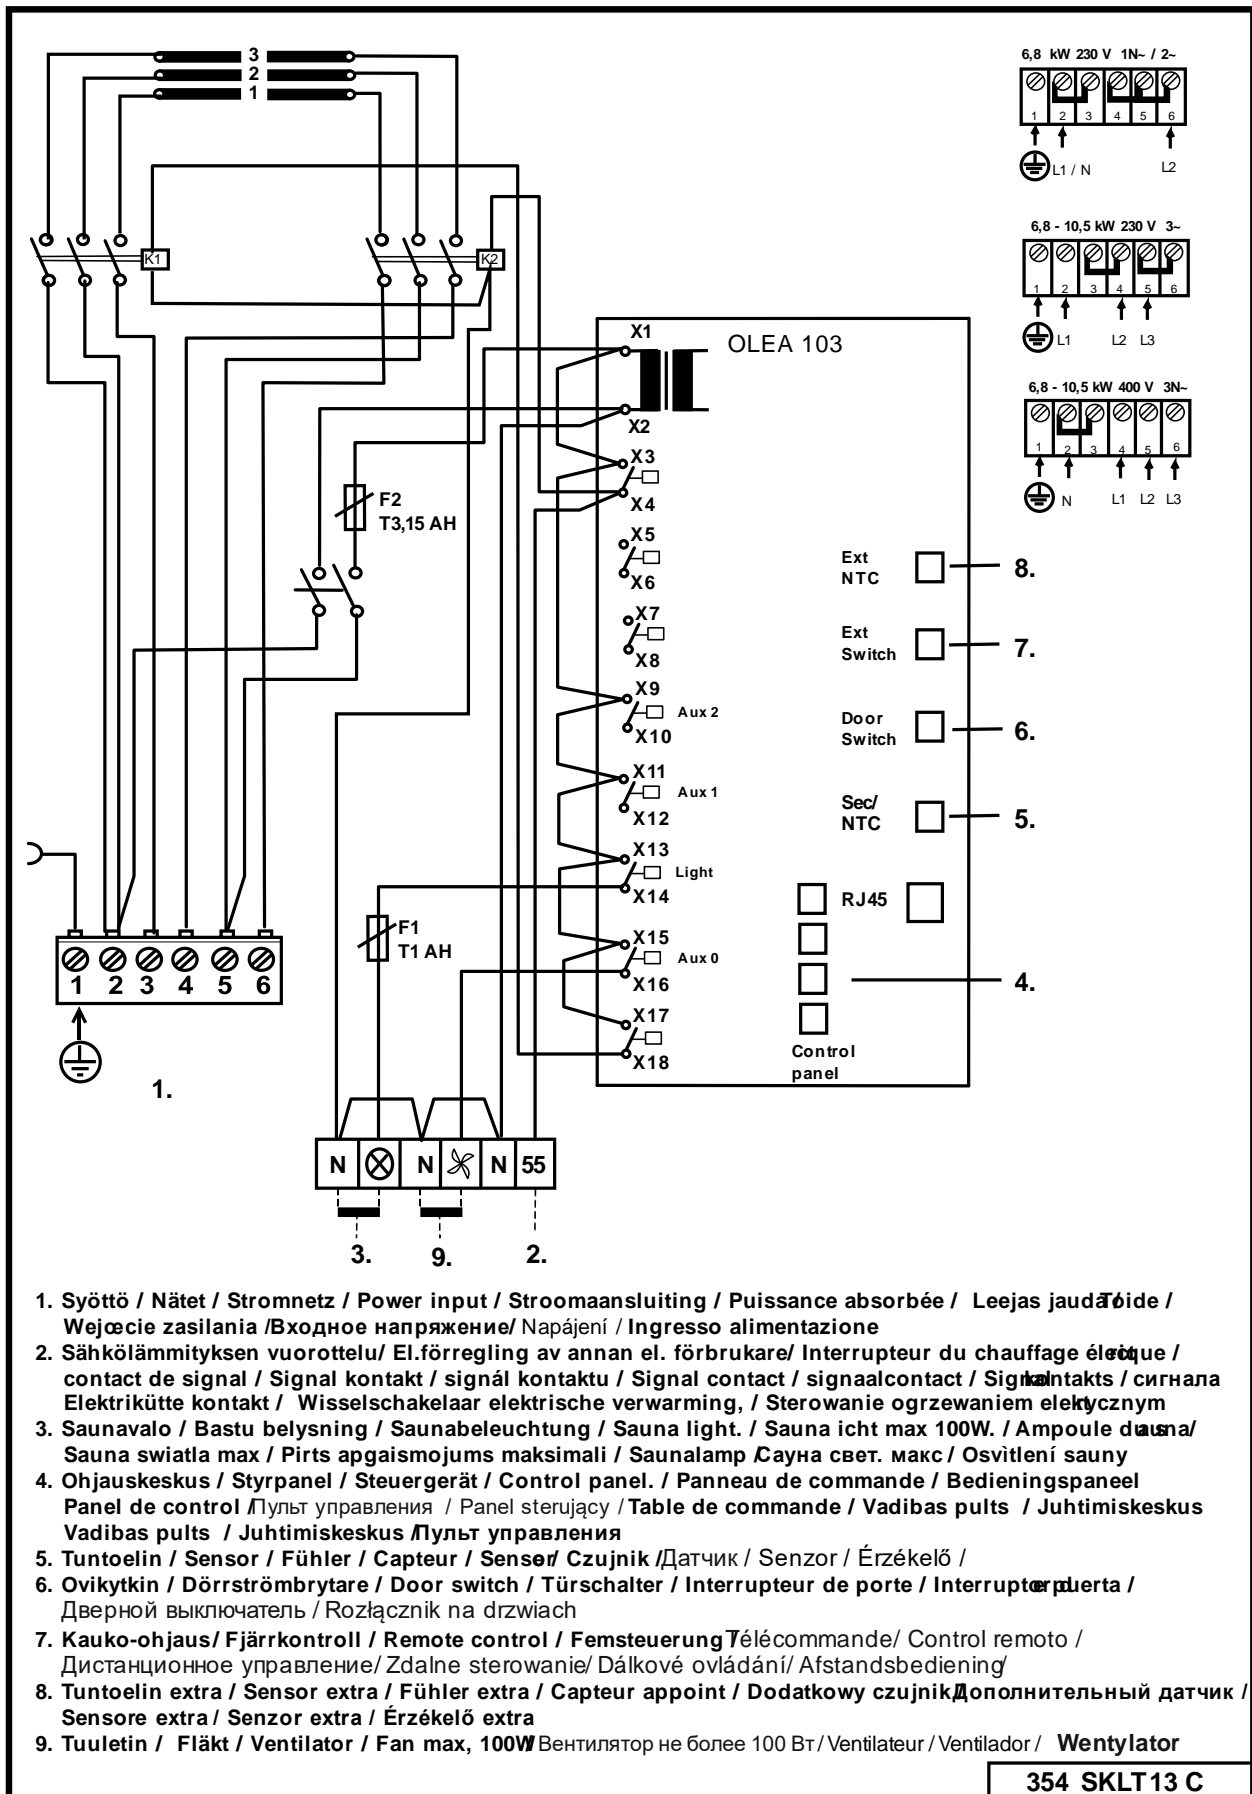 3
2
1
K1
K2
6,8 kW 230 V 1N~ / 2~
1 2 3 4 5 6
L1 / N L2
6,8 - 10,5 kW 230 V 3~
1 2 3 4 5 6
L1 L2 L3
6,8 - 10,5 kW 400 V 3N~
1 2 3 4 5 6
N L1 L2 L3
OLEA 103
X1
X2
X3
X4
X5
X6
X7
X8
X9
Aux 2
X10
X11
Aux 1
X12
X13
Light
X14
X15
Aux 0
X16
X17
X18
F2
T3,15 AH
F1
T1 AH
Ext
NTC
8.
Ext
Switch
7.
Door
Switch
6.
Sec/
NTC
5.
RJ45
4.
Control
panel
1 2 3 4 5 6
1.
N N N 55
3. 9. 2.
1. Syöttö / Nätet / Stromnetz / Power input / Stroomaansluiting / Puissance absorbée / Leejas jauda / Toide /
Wejœcie zasilania /Входное напряжение/ Napájení / Ingresso alimentazione
2. Sähkölämmityksen vuorottelu/ El.förregling av annan el. förbrukare/ Interrupteur du chauffage électrique /
contact de signal / Signal kontakt / signál kontaktu / Signal contact / signaalcontact / Signal kontakts / сигнала
Elektrikütte kontakt / Wisselschakelaar elektrische verwarming, / Sterowanie ogrzewaniem elektycznym
3. Saunavalo / Bastu belysning / Saunabeleuchtung / Sauna light. / Sauna icht max 100W. / Ampoule du sauna/
Sauna swiatla max / Pirts apgaismojums maksimali / Saunalamp /Сауна свет. макс / Osvìtlení sauny
4. Ohjauskeskus / Styrpanel / Steuergerät / Control panel. / Panneau de commande / Bedieningspaneel
Panel de control /Пульт управления / Panel sterujący / Table de commande / Vadibas pults / Juhtimiskeskus
Vadibas pults / Juhtimiskeskus /Пульт управления
5. Tuntoelin / Sensor / Fühler / Capteur / Sensor/ Czujnik /Датчик / Senzor / Érzékelő /
6. Ovikytkin / Dörrströmbrytare / Door switch / Türschalter / Interrupteur de porte / Interruptor puerta /
Дверной выключатель / Rozłącznik na drzwiach
7. Kauko-ohjaus/ Fjärrkontroll / Remote control / Femsteuerung /Télécommande/ Control remoto /
Дистанционное управление/ Zdalne sterowanie/ Dálkové ovládání/ Afstandsbediening/
8. Tuntoelin extra / Sensor extra / Fühler extra / Capteur appoint / Dodatkowy czujnik/Дополнительный датчик /
Sensore extra / Senzor extra / Érzékelő extra
9. Tuuletin / Fläkt / Ventilator / Fan max, 100W/ Вентилятор не более 100 Вт / Ventilateur / Ventilador / Wentylator
354 SKLT13 C